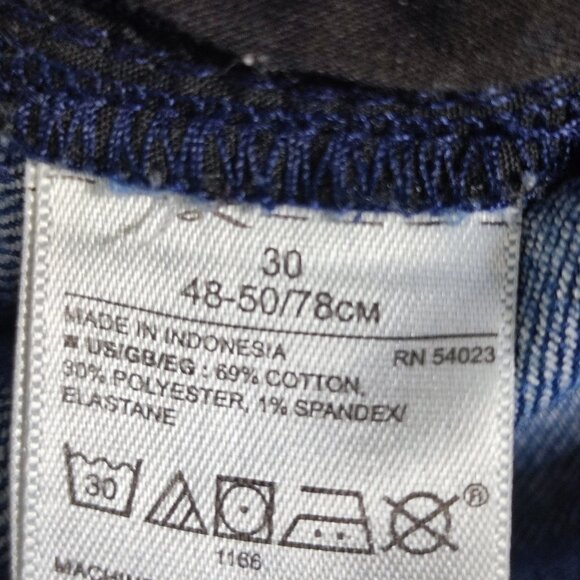 30
48-50/78CM
MADE IN INDONESIA RN 54023
US/GB/EG : 69% COTTON,
30% POLYESTER, 1% SPANDEX/
ELASTANE
30
®
1166